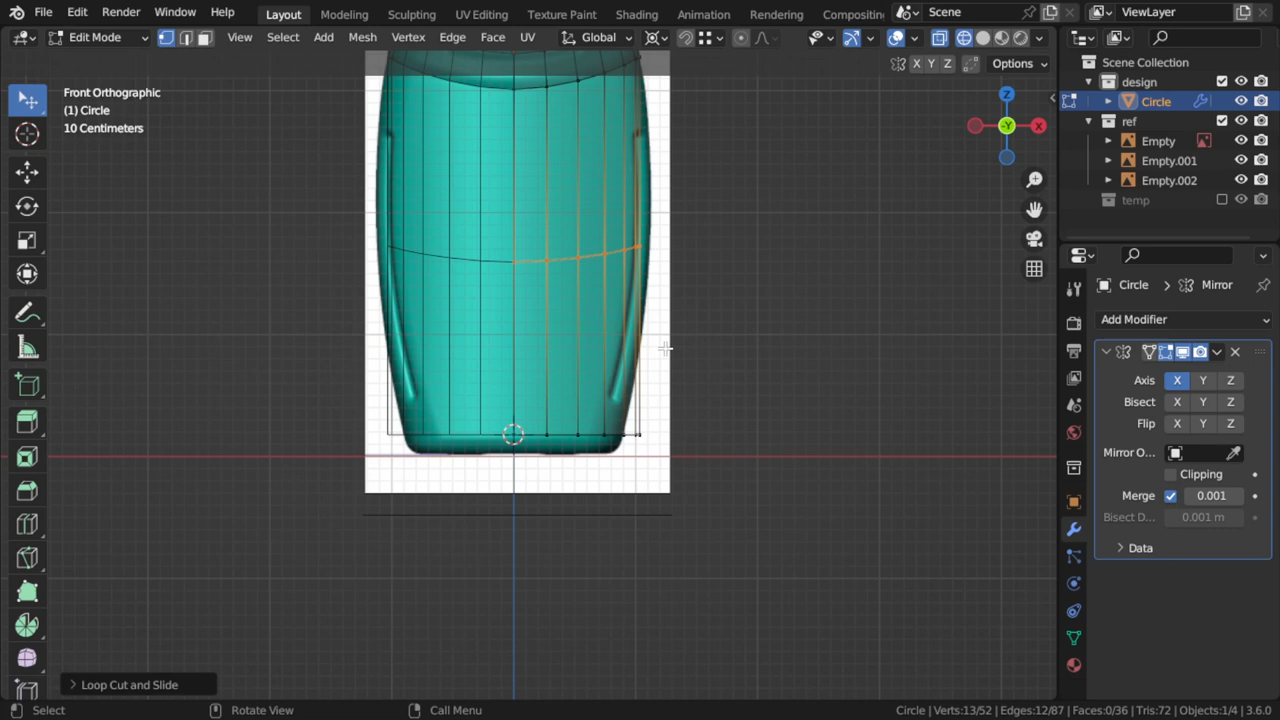 File Edit Render Window Help Layout Modeling Sculpting UV Editing Texture Paint Shading Animation Rendering Compositing Scene ViewLayer
Edit Mode View Select Add Mesh Vertex Edge Face UV Global
X Y Z Options
Front Orthographic
(1) Circle
10 Centimeters
Z
X
-Y
Scene Collection
design
Circle
ref
Empty
Empty.001
Empty.002
temp
Circle > Mirror
Add Modifier
Axis X Y Z
Bisect X Y Z
Flip X Y Z
Mirror O...
Clipping
Merge 0.001
Bisect D... 0.001 m
> Data
> Loop Cut and Slide
Select Rotate View Call Menu Circle | Verts:13/52 | Edges:12/87 | Faces:0/36 | Tris:72 | Objects:1/4 | 3.6.0